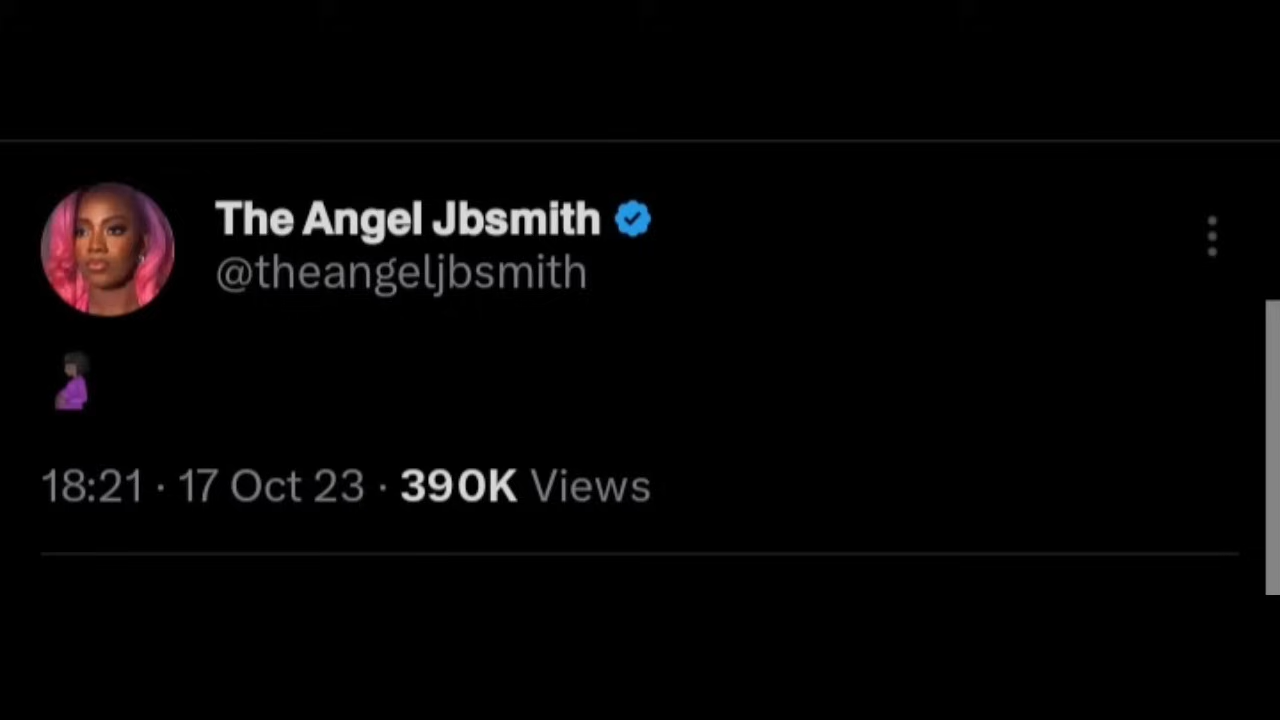 The Angel Jbsmith
@theangeljbsmith
🤰🏿
18:21 · 17 Oct 23 · 390K Views